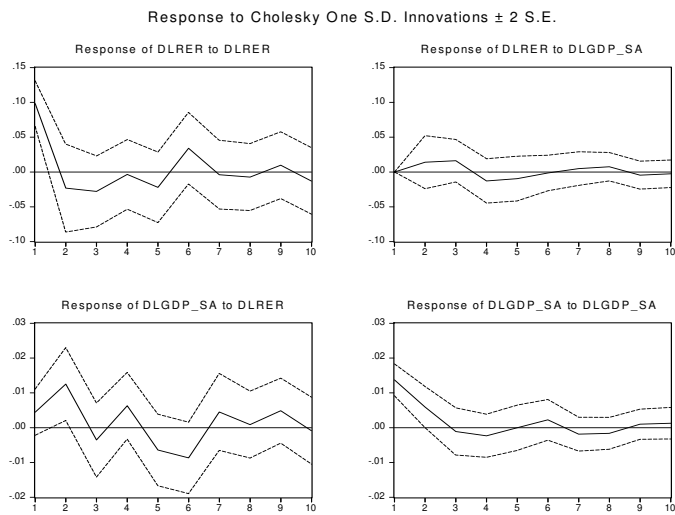 Response to Cholesky One S.D. Innovations ± 2 S.E.
Response of DLRER to DLRER
.15
.10
.05
.00
-.05
-.10
1 2 3 4 5 6 7 8 9 10
Response of DLRER to DLGDP_SA
.15
.10
.05
.00
-.05
-.10
1 2 3 4 5 6 7 8 9 10
Response of DLGDP_SA to DLRER
.03
.02
.01
.00
-.01
-.02
1 2 3 4 5 6 7 8 9 10
Response of DLGDP_SA to DLGDP_SA
.03
.02
.01
.00
-.01
-.02
1 2 3 4 5 6 7 8 9 10